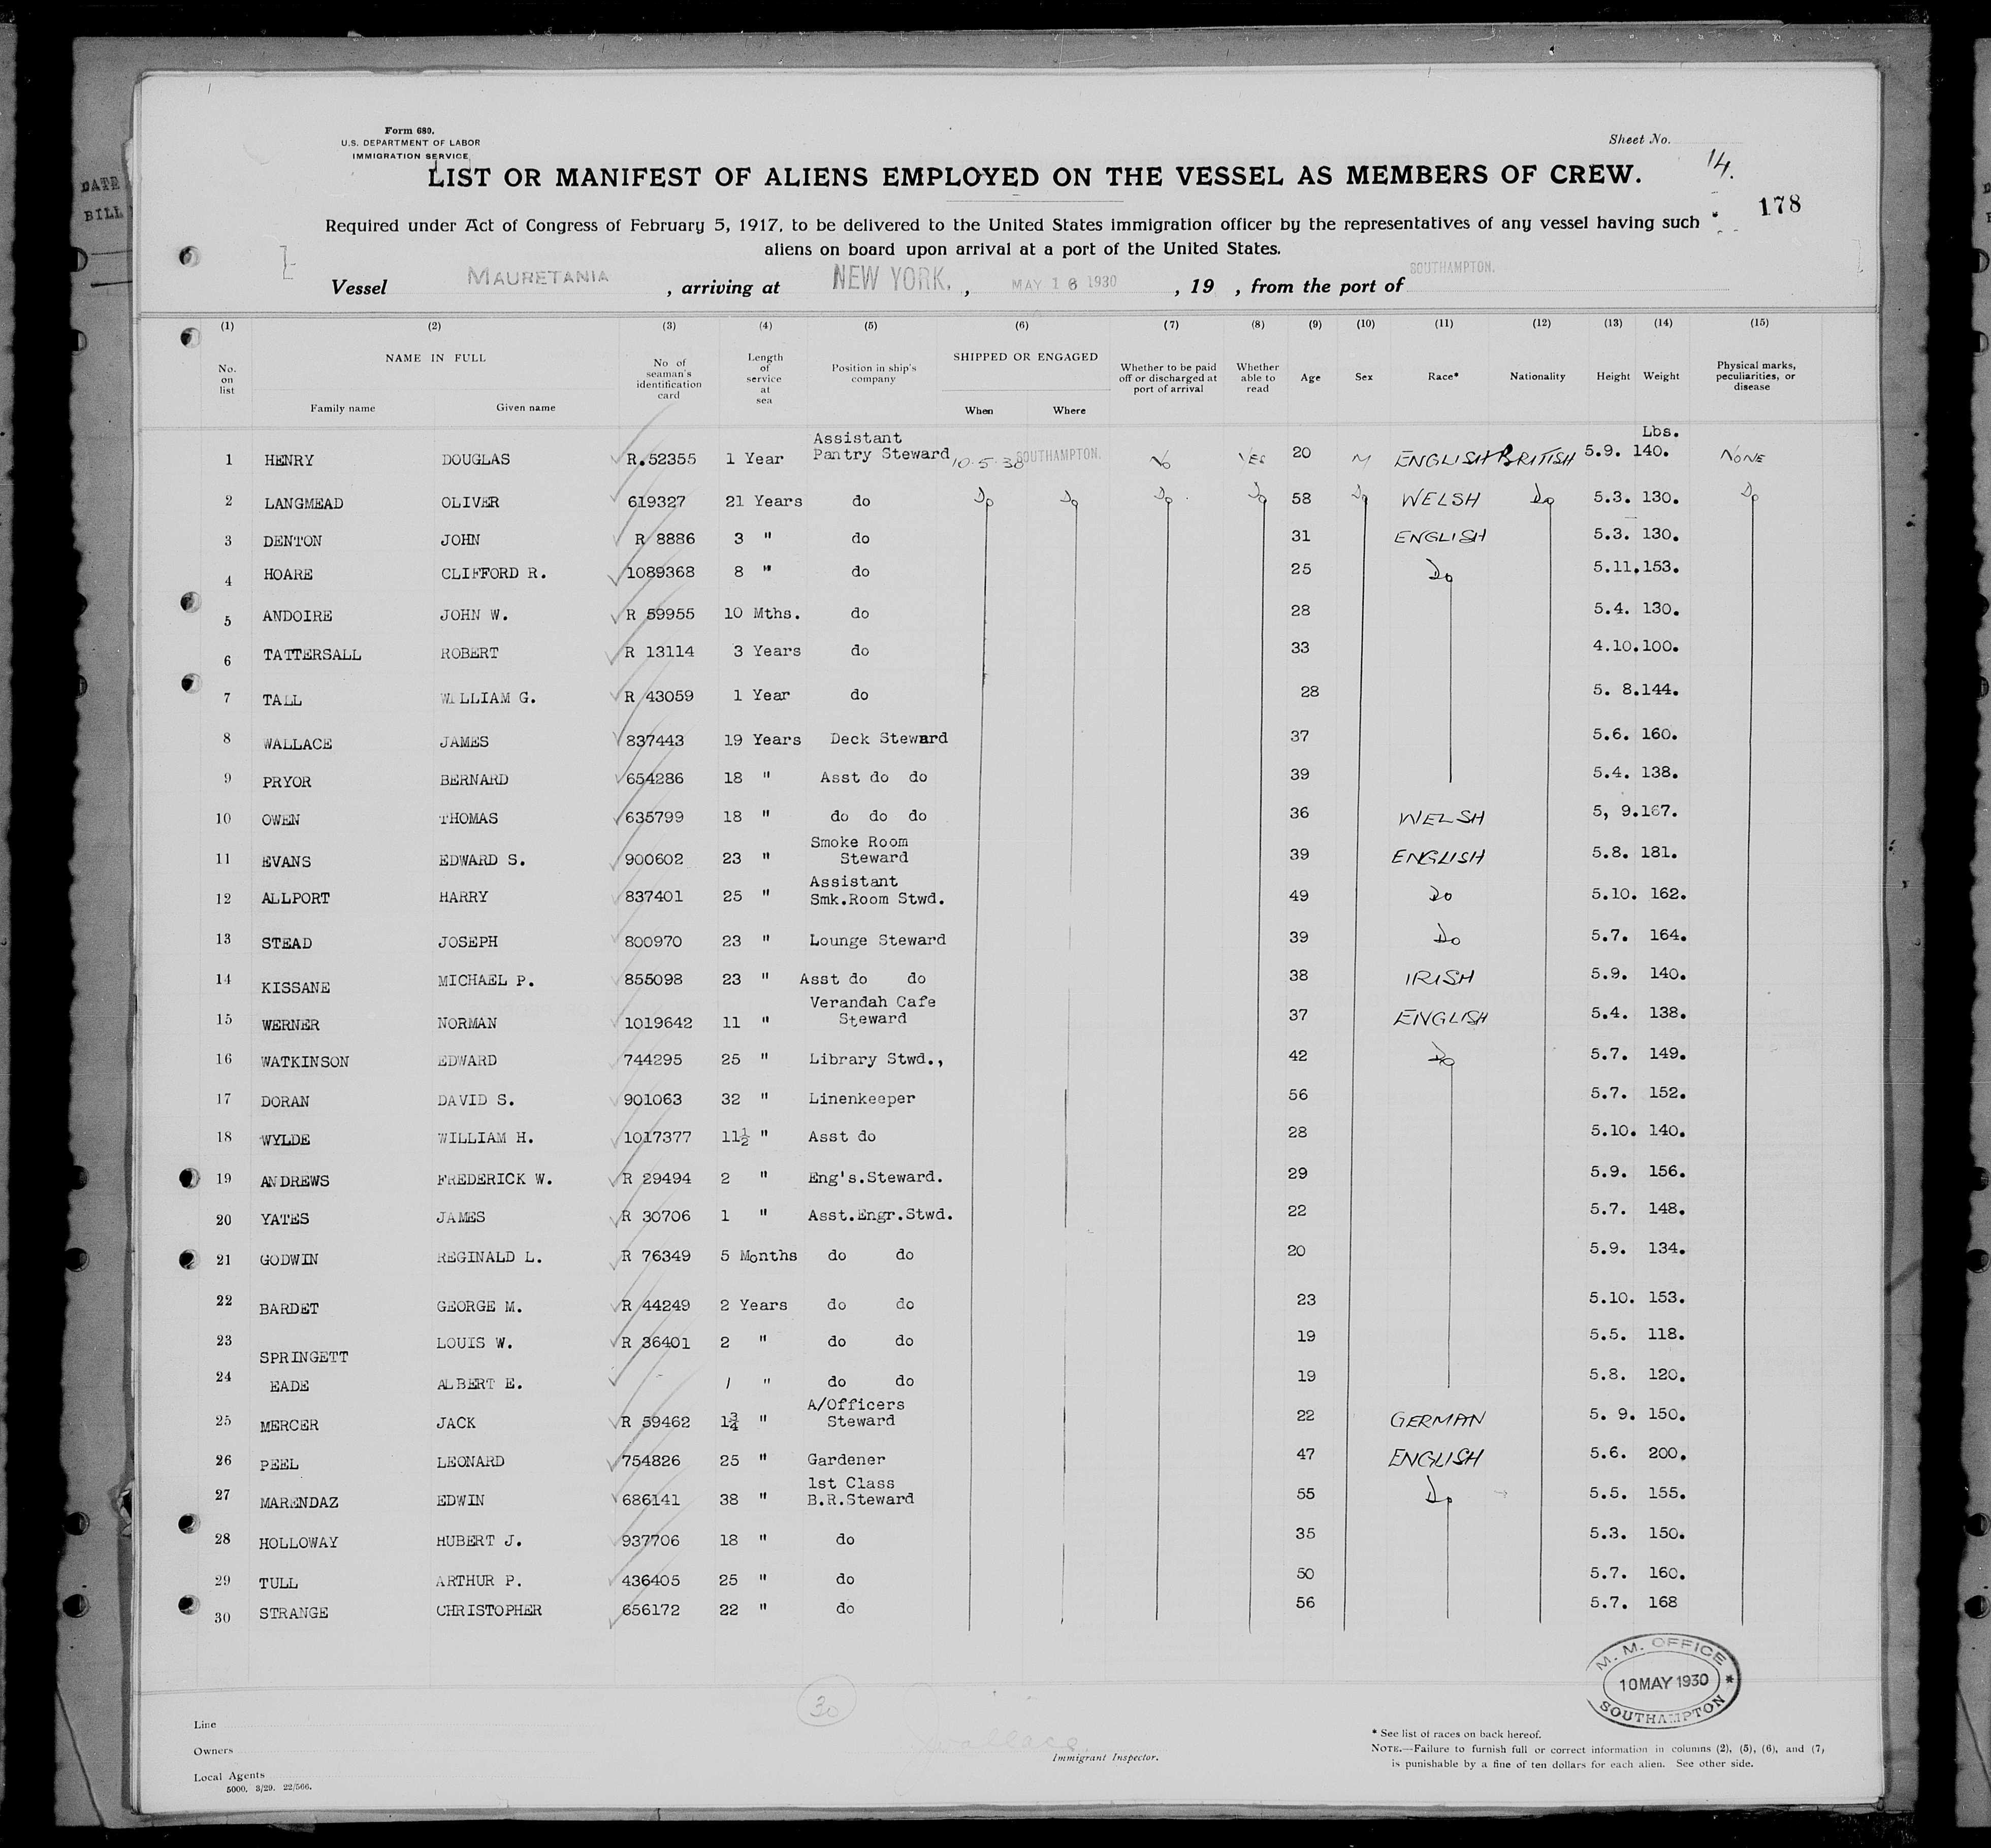 DATE
BILL
Form 680.
U.S. DEPARTMENT OF LABOR
IMMIGRATION SERVICE
Sheet No.
14.
LIST OR MANIFEST OF ALIENS EMPLOYED ON THE VESSEL AS MEMBERS OF CREW.
178
Required under Act of Congress of February 5, 1917, to be delivered to the United States immigration officer by the representatives of any vessel having such
aliens on board upon arrival at a port of the United States.
Vessel MAURETANIA, arriving at NEW YORK., MAY 16 1930, 19 , from the port of SOUTHAMPTON.
(1) (2) (3) (4) (5) (6) (7) (8) (9) (10) (11) (12) (13) (14) (15)
No. on list NAME IN FULL Family name Given name No of seaman's identification card Length of service at sea Position in ship's company SHIPPED OR ENGAGED When Where Whether to be paid off or discharged at port of arrival Whether able to read Age Sex Race* Nationality Height Weight Physical marks, peculiarities, or disease
Lbs.
1 HENRY DOUGLAS R.52355 1 Year Assistant Pantry Steward 10.5.30 SOUTHAMPTON. No YES 20 M ENGLISH BRITISH 5.9. 140. NONE
2 LANGMEAD OLIVER 619327 21 Years do Do Do Do Do 58 Do WELSH Do 5.3. 130. Do
3 DENTON JOHN R 8886 3 " do 31 ENGLISH 5.3. 130.
4 HOARE CLIFFORD R. 1089368 8 " do 25 Do 5.11.153.
5 ANDOIRE JOHN W. R 59955 10 Mths. do 28 5.4. 130.
6 TATTERSALL ROBERT R 13114 3 Years do 33 4.10.100.
7 TALL WILLIAM G. R 43059 1 Year do 28 5. 8.144.
8 WALLACE JAMES 837443 19 Years Deck Steward 37 5.6. 160.
9 PRYOR BERNARD 654286 18 " Asst do do 39 5.4. 138.
10 OWEN THOMAS 635799 18 " do do do 36 WELSH 5, 9.167.
11 EVANS EDWARD S. 900602 23 " Smoke Room Steward 39 ENGLISH 5.8. 181.
12 ALLPORT HARRY 837401 25 " Assistant Smk.Room Stwd. 49 Do 5.10. 162.
13 STEAD JOSEPH 800970 23 " Lounge Steward 39 Do 5.7. 164.
14 KISSANE MICHAEL P. 855098 23 " Asst do do 38 IRISH 5.9. 140.
15 WERNER NORMAN 1019642 11 " Verandah Cafe Steward 37 ENGLISH 5.4. 138.
16 WATKINSON EDWARD 744295 25 " Library Stwd., 42 Do 5.7. 149.
17 DORAN DAVID S. 901063 32 " Linenkeeper 56 5.7. 152.
18 WYLDE WILLIAM H. 1017377 11½ " Asst do 28 5.10. 140.
19 ANDREWS FREDERICK W. R 29494 2 " Eng's.Steward. 29 5.9. 156.
20 YATES JAMES R 30706 1 " Asst.Engr.Stwd. 22 5.7. 148.
21 GODWIN REGINALD L. R 76349 5 Months do do 20 5.9. 134.
22 BARDET GEORGE M. R 44249 2 Years do do 23 5.10. 153.
23 SPRINGETT LOUIS W. R 36401 2 " do do 19 5.5. 118.
24 EADE ALBERT E. 1 " do do 19 5.8. 120.
25 MERCER JACK R 59462 1¾ " A/Officers Steward 22 GERMAN 5. 9. 150.
26 PEEL LEONARD 754826 25 " Gardener 47 ENGLISH 5.6. 200.
27 MARENDAZ EDWIN 686141 38 " 1st Class B.R.Steward 55 Do 5.5. 155.
28 HOLLOWAY HUBERT J. 937706 18 " do 35 5.3. 150.
29 TULL ARTHUR P. 436405 25 " do 50 5.7. 160.
30 STRANGE CHRISTOPHER 656172 22 " do 56 5.7. 168
M. M. OFFICE
10 MAY 1930
SOUTHAMPTON
30
Line
Owners
Local Agents
5000. 3/29. 22/566.
Wallace
Immigrant Inspector.
* See list of races on back hereof.
NOTE.—Failure to furnish full or correct information in columns (2), (5), (6), and (7,
is punishable by a fine of ten dollars for each alien. See other side.